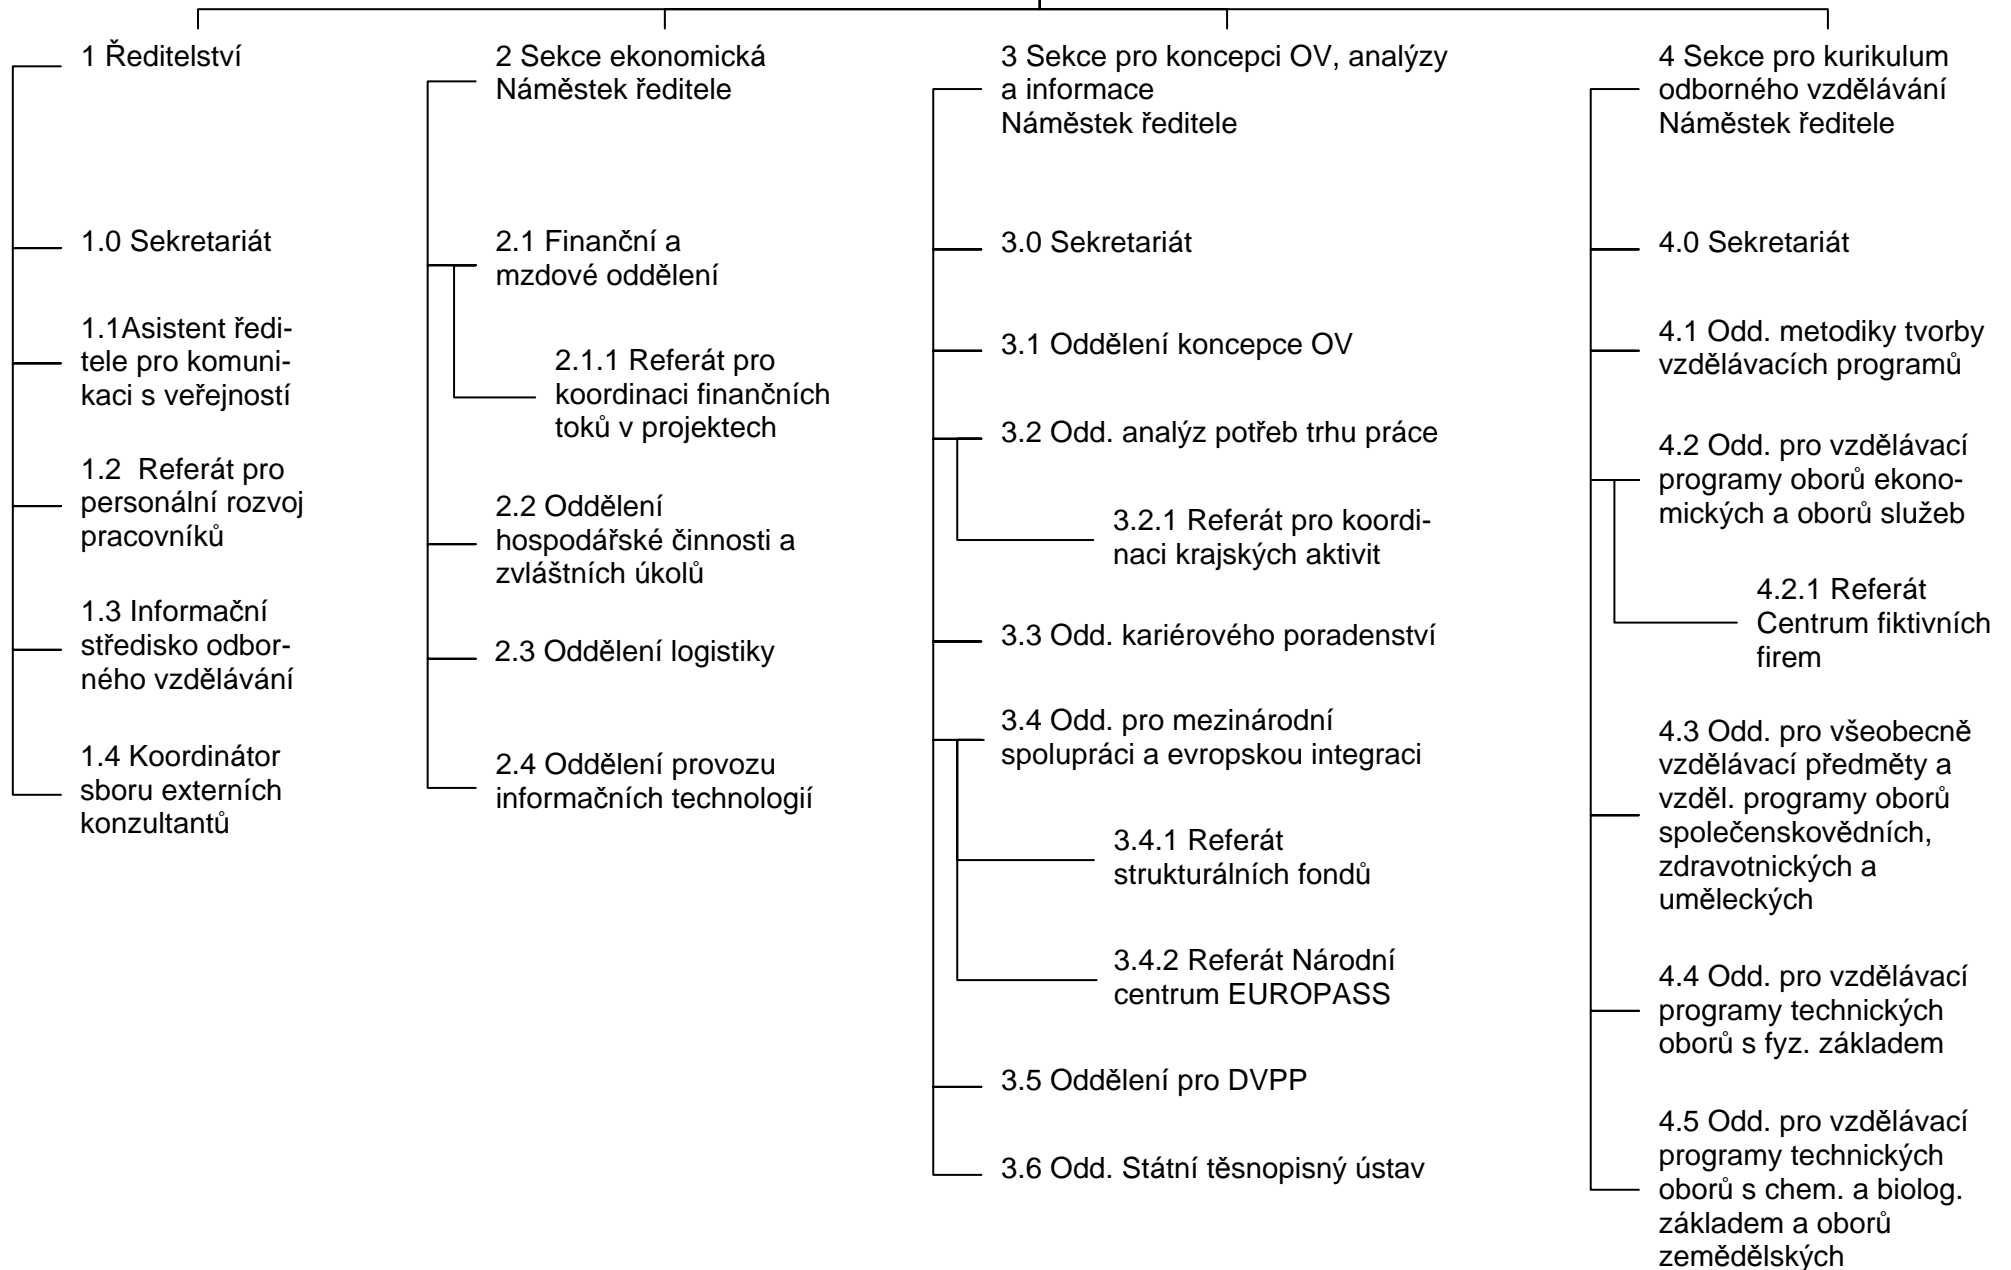 1 Ředitelství
1.0 Sekretariát
1.1Asistent ředi-
tele pro komuni-
kaci s veřejností
1.2  Referát pro
personální rozvoj
pracovníků
1.3 Informační
středisko odbor-
ného vzdělávání
1.4 Koordinátor
sboru externích
konzultantů
2 Sekce ekonomická
Náměstek ředitele
2.1 Finanční a
mzdové oddělení
2.1.1 Referát pro
koordinaci finančních
toků v projektech
2.2 Oddělení
hospodářské činnosti a
zvláštních úkolů
2.3 Oddělení logistiky
2.4 Oddělení provozu
informačních technologií
3 Sekce pro koncepci OV, analýzy
a informace
Náměstek ředitele
3.0 Sekretariát
3.1 Oddělení koncepce OV
3.2 Odd. analýz potřeb trhu práce
3.2.1 Referát pro koordi-
naci krajských aktivit
3.3 Odd. kariérového poradenství
3.4 Odd. pro mezinárodní
spolupráci a evropskou integraci
3.4.1 Referát
strukturálních fondů
3.4.2 Referát Národní
centrum EUROPASS
3.5 Oddělení pro DVPP
3.6 Odd. Státní těsnopisný ústav
4 Sekce pro kurikulum
odborného vzdělávání
Náměstek ředitele
4.0 Sekretariát
4.1 Odd. metodiky tvorby
vzdělávacích programů
4.2 Odd. pro vzdělávací
programy oborů ekono-
mických a oborů služeb
4.2.1 Referát
Centrum fiktivních
firem
4.3 Odd. pro všeobecně
vzdělávací předměty a
vzděl. programy oborů
společenskovědních,
zdravotnických a
uměleckých
4.4 Odd. pro vzdělávací
programy technických
oborů s fyz. základem
4.5 Odd. pro vzdělávací
programy technických
oborů s chem. a biolog.
základem a oborů
zemědělských